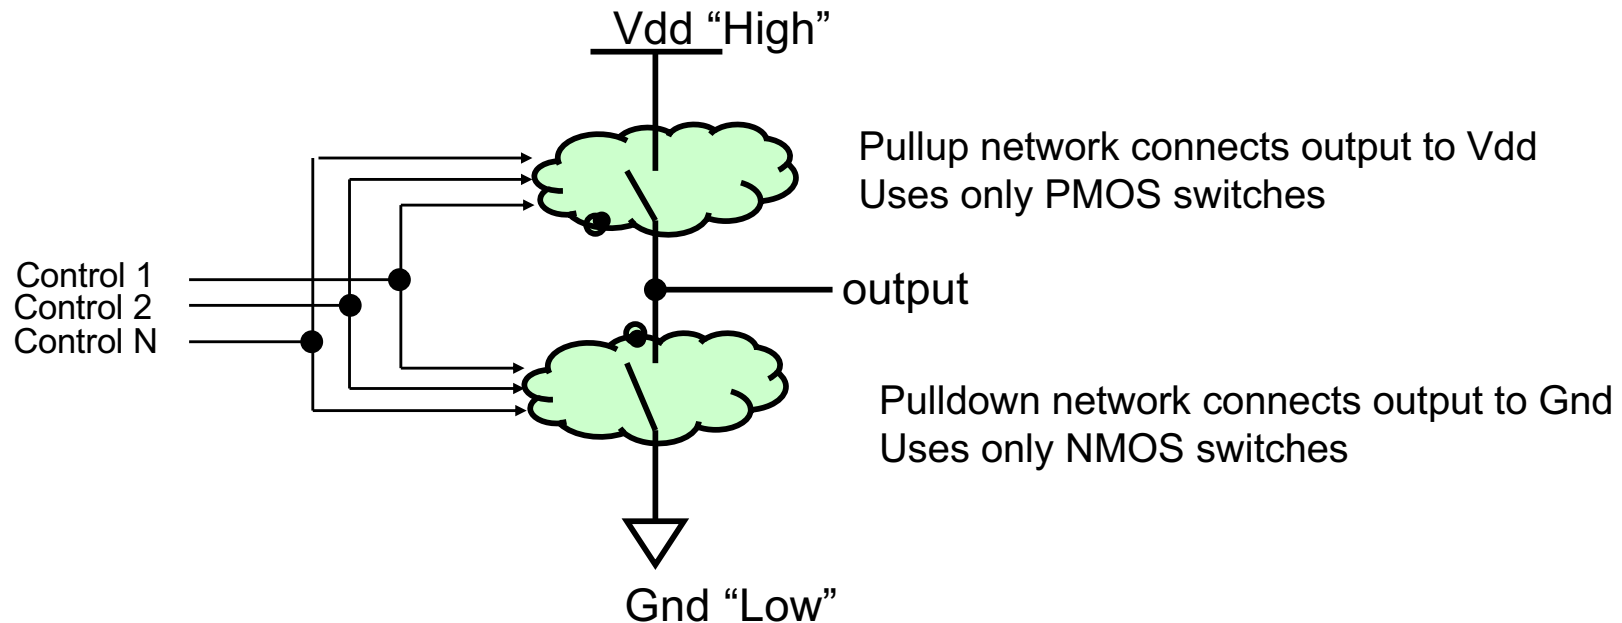 Vdd “High”
Pullup network connects output to Vdd
Uses only PMOS switches
Control 1
Control 2
Control N
output
Pulldown network connects output to Gnd
Uses only NMOS switches
Gnd “Low”